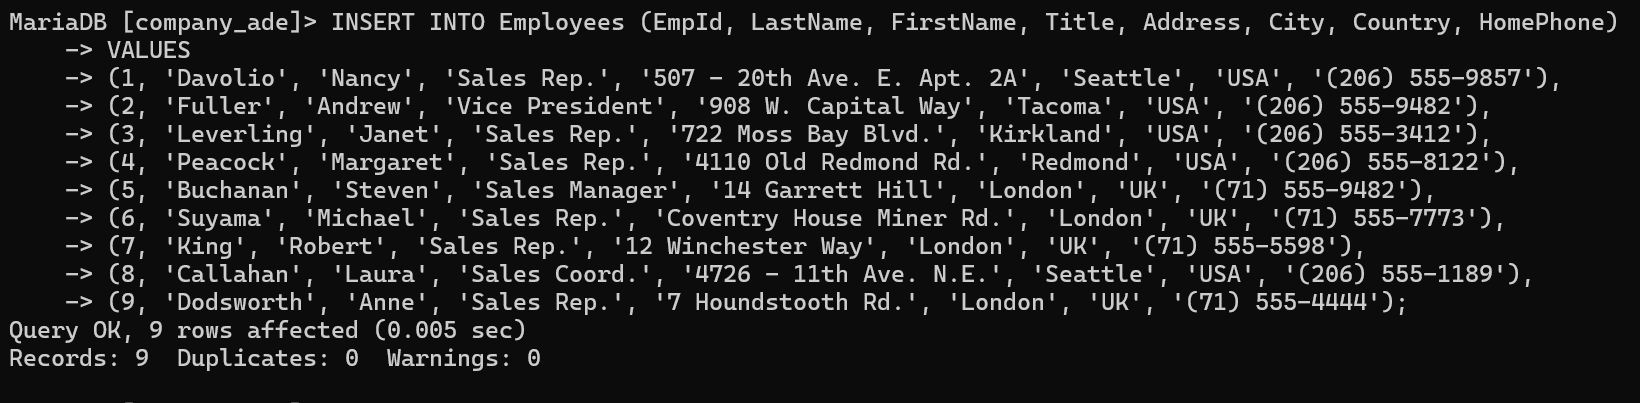 MariaDB [company_ade]> INSERT INTO Employees (EmpId, LastName, FirstName, Title, Address, City, Country, HomePhone)
    -> VALUES
    -> (1, 'Davolio', 'Nancy', 'Sales Rep.', '507 - 20th Ave. E. Apt. 2A', 'Seattle', 'USA', '(206) 555-9857'),
    -> (2, 'Fuller', 'Andrew', 'Vice President', '908 W. Capital Way', 'Tacoma', 'USA', '(206) 555-9482'),
    -> (3, 'Leverling', 'Janet', 'Sales Rep.', '722 Moss Bay Blvd.', 'Kirkland', 'USA', '(206) 555-3412'),
    -> (4, 'Peacock', 'Margaret', 'Sales Rep.', '4110 Old Redmond Rd.', 'Redmond', 'USA', '(206) 555-8122'),
    -> (5, 'Buchanan', 'Steven', 'Sales Manager', '14 Garrett Hill', 'London', 'UK', '(71) 555-9482'),
    -> (6, 'Suyama', 'Michael', 'Sales Rep.', 'Coventry House Miner Rd.', 'London', 'UK', '(71) 555-7773'),
    -> (7, 'King', 'Robert', 'Sales Rep.', '12 Winchester Way', 'London', 'UK', '(71) 555-5598'),
    -> (8, 'Callahan', 'Laura', 'Sales Coord.', '4726 - 11th Ave. N.E.', 'Seattle', 'USA', '(206) 555-1189'),
    -> (9, 'Dodsworth', 'Anne', 'Sales Rep.', '7 Houndstooth Rd.', 'London', 'UK', '(71) 555-4444');
Query OK, 9 rows affected (0.005 sec)
Records: 9  Duplicates: 0  Warnings: 0